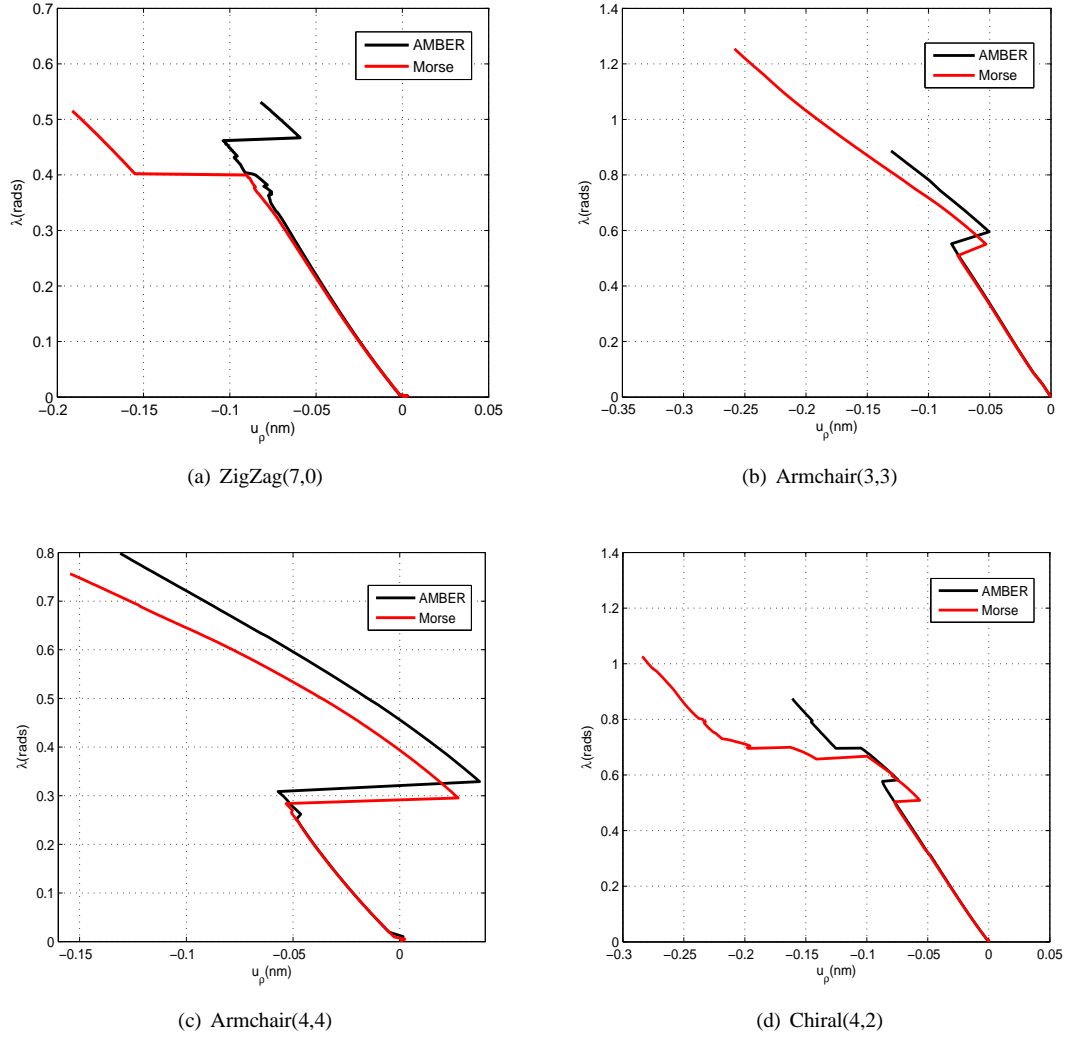 0.7
0.6
0.5
0.4
0.3
0.2
0.1
0
λ(rads)
AMBER
Morse
−0.2 −0.15 −0.1 −0.05 0 0.05
uρ(nm)
(a) ZigZag(7,0)
1.4
1.2
1
0.8
0.6
0.4
0.2
0
λ(rads)
AMBER
Morse
−0.35 −0.3 −0.25 −0.2 −0.15 −0.1 −0.05 0
uρ(nm)
(b) Armchair(3,3)
0.8
0.7
0.6
0.5
0.4
0.3
0.2
0.1
0
λ(rads)
AMBER
Morse
−0.15 −0.1 −0.05 0
uρ(nm)
(c) Armchair(4,4)
1.4
1.2
1
0.8
0.6
0.4
0.2
0
λ(rads)
AMBER
Morse
−0.3 −0.25 −0.2 −0.15 −0.1 −0.05 0 0.05
uρ(nm)
(d) Chiral(4,2)